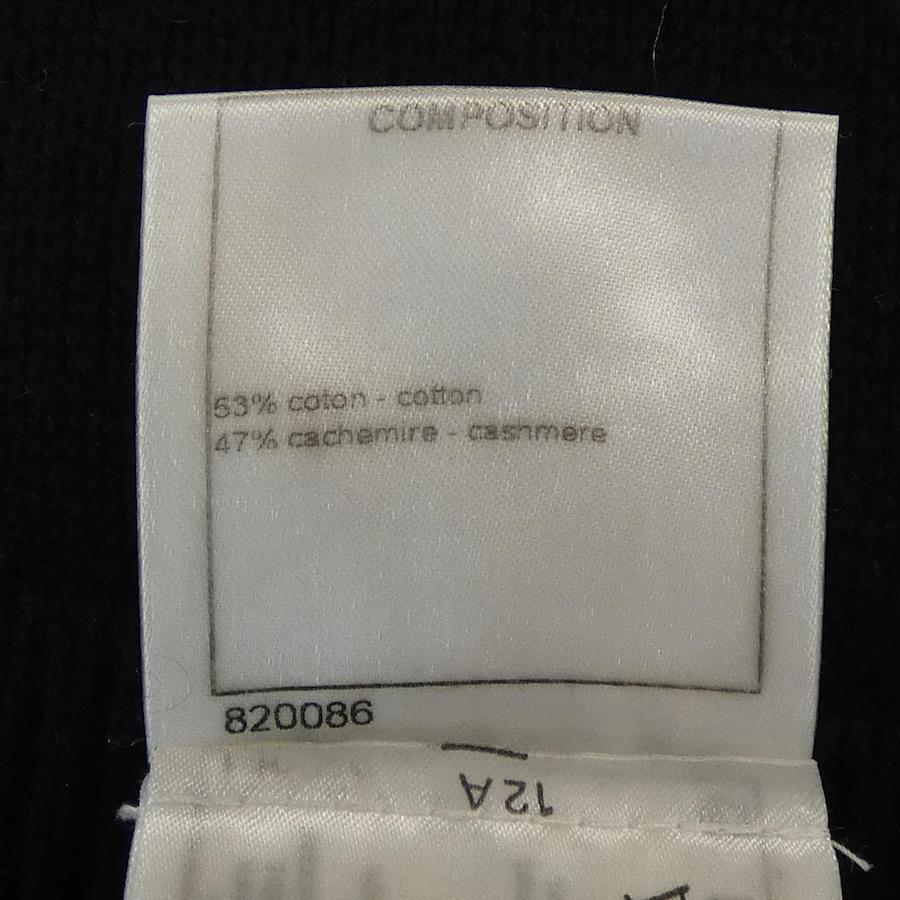 COMPOSITION
53% coton - cotton
47% cachemire - cashmere
820086
12A